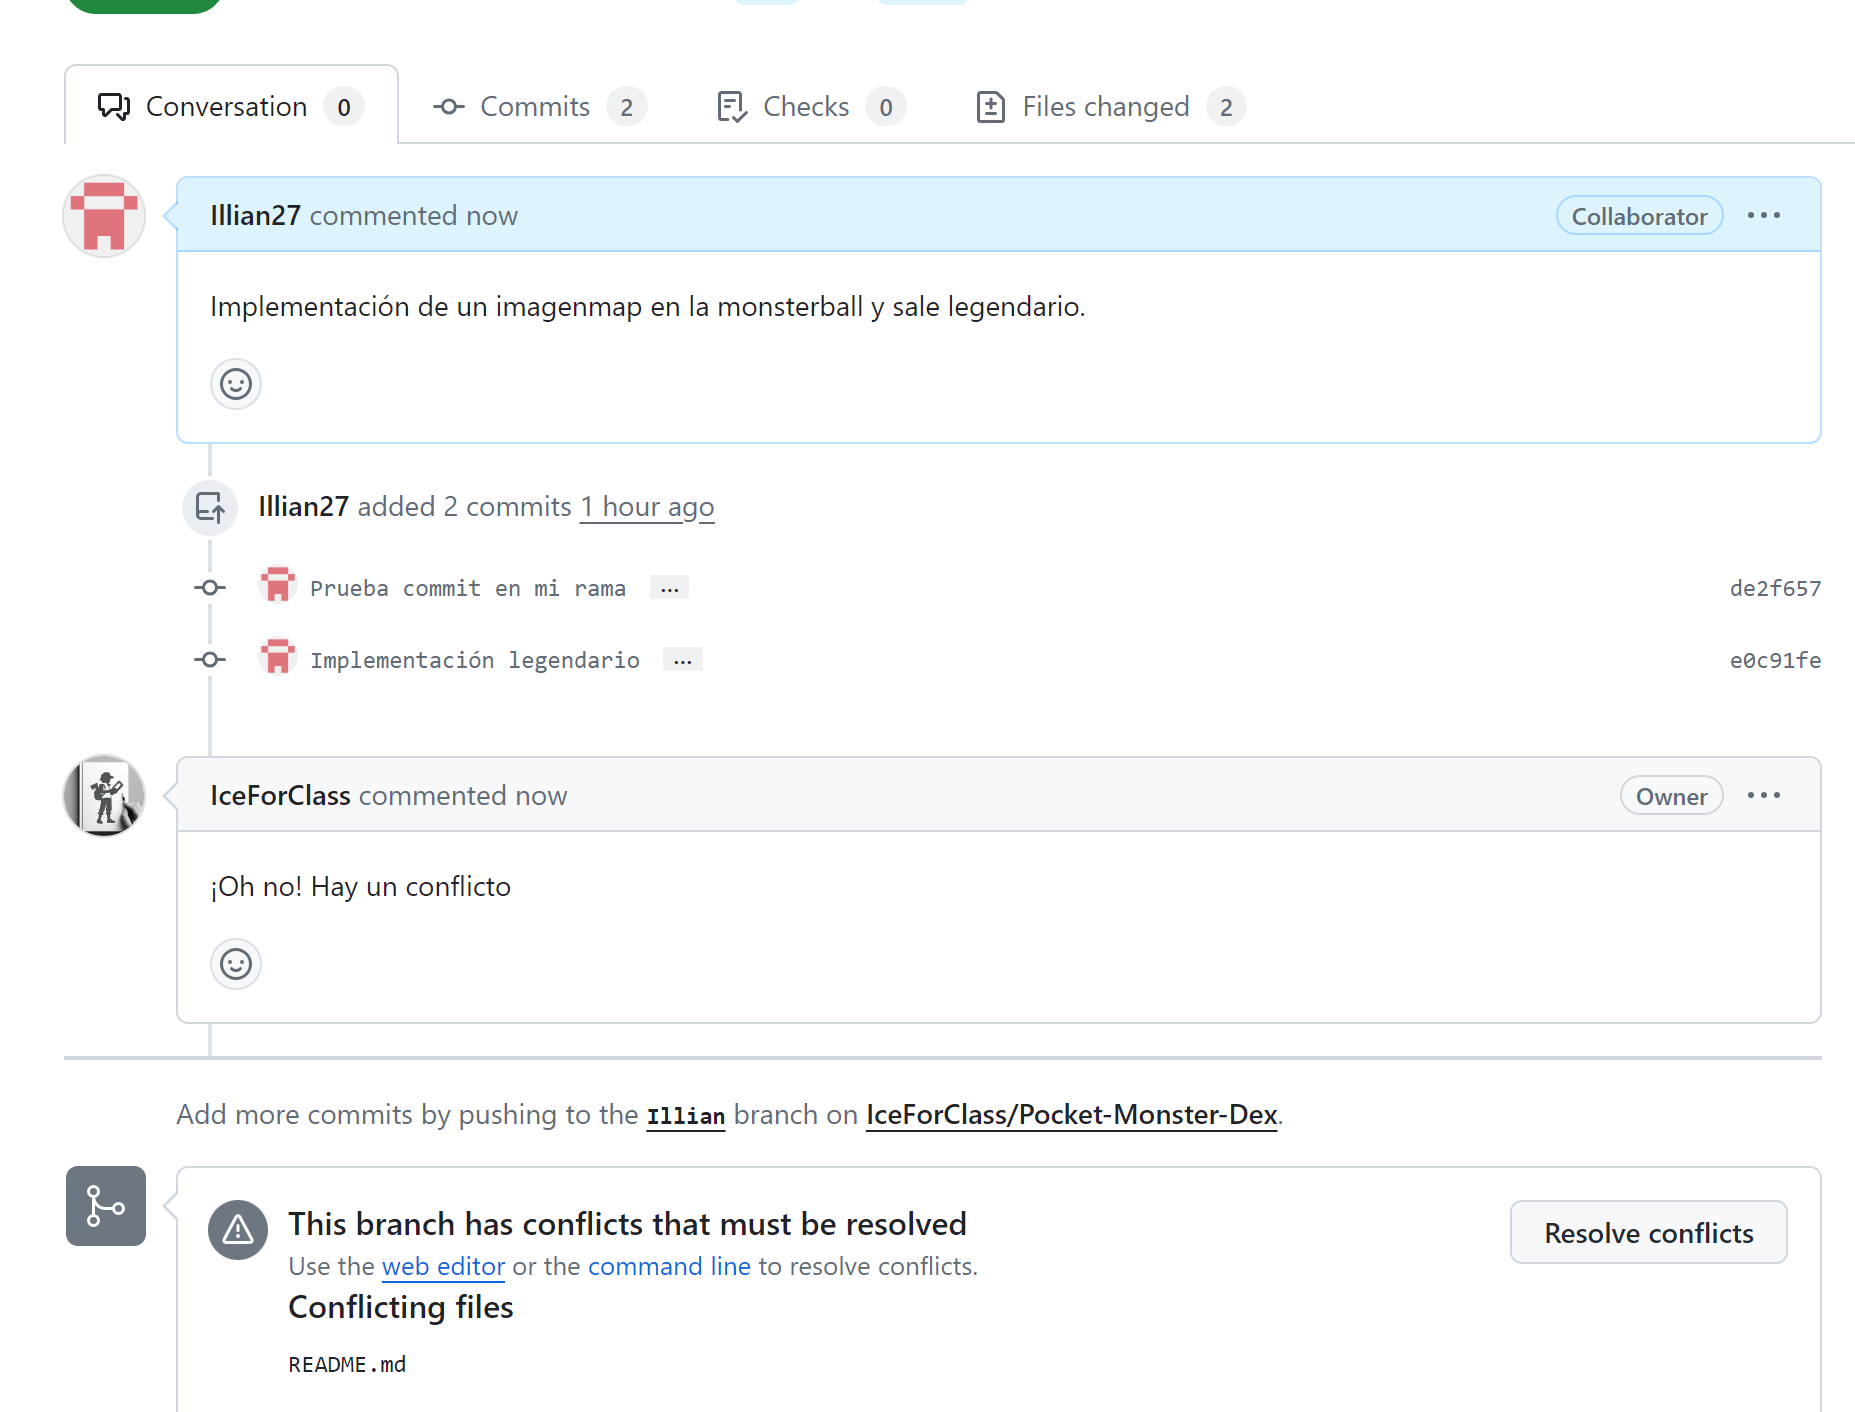 Conversation 0 Commits 2 Checks 0 Files changed 2
Illian27 commented now Collaborator
Implementación de un imagenmap en la monsterball y sale legendario.
Illian27 added 2 commits 1 hour ago
Prueba commit en mi rama ... de2f657
Implementación legendario ... e0c91fe
IceForClass commented now Owner
¡Oh no! Hay un conflicto
Add more commits by pushing to the Illian branch on IceForClass/Pocket-Monster-Dex.
This branch has conflicts that must be resolved
Resolve conflicts
Use the web editor or the command line to resolve conflicts.
Conflicting files
README.md